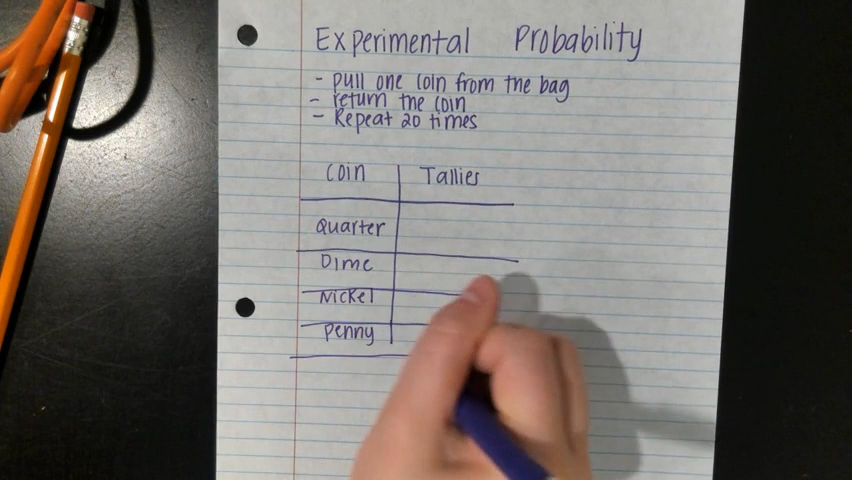 Experimental Probability
- pull one coin from the bag
- return the coin
- Repeat 20 times
Coin Tallies
Quarter
Dime
Nickel
Penny